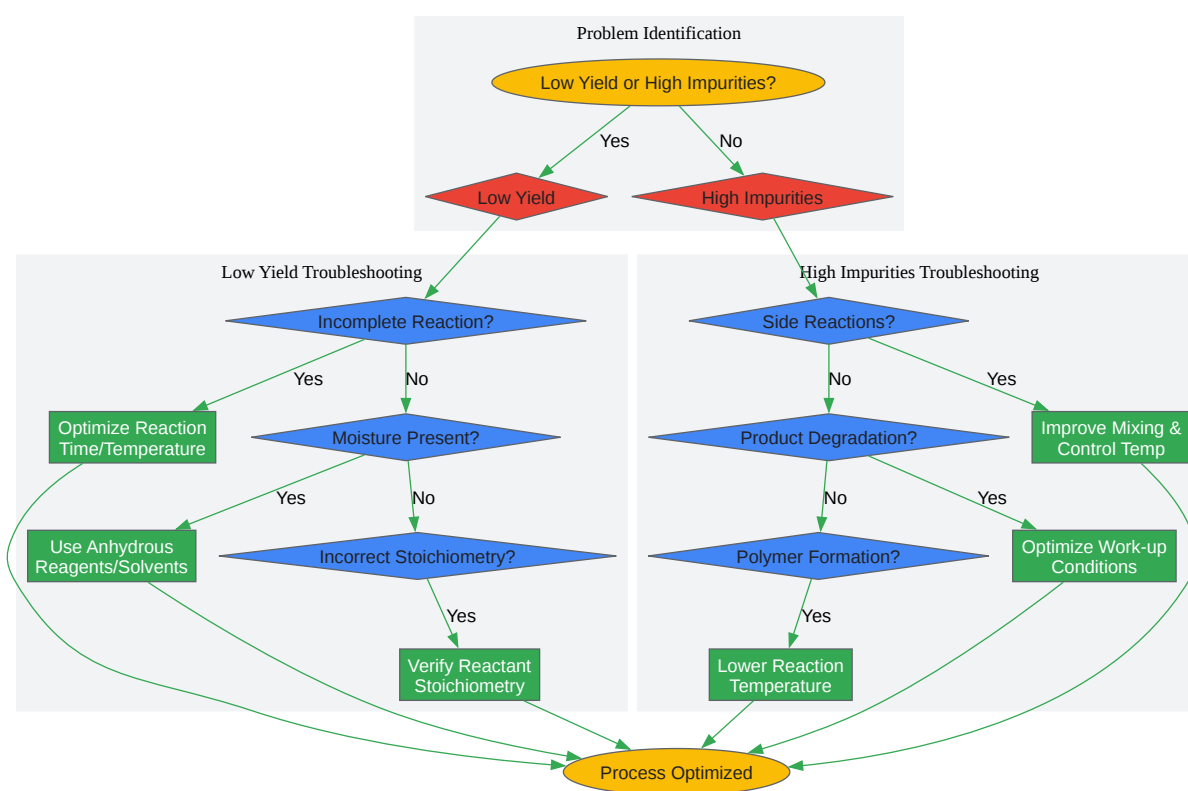 Problem Identification
Low Yield or High Impurities?
Yes
No
Low Yield
High Impurities
Low Yield Troubleshooting
High Impurities Troubleshooting
Incomplete Reaction?
Side Reactions?
Yes
No
No
Yes
Optimize Reaction
Time/Temperature
Moisture Present?
Product Degradation?
Improve Mixing &
Control Temp
Yes
No
No
Yes
Use Anhydrous
Reagents/Solvents
Incorrect Stoichiometry?
Polymer Formation?
Optimize Work-up
Conditions
Yes
Yes
Verify Reactant
Stoichiometry
Lower Reaction
Temperature
Process Optimized